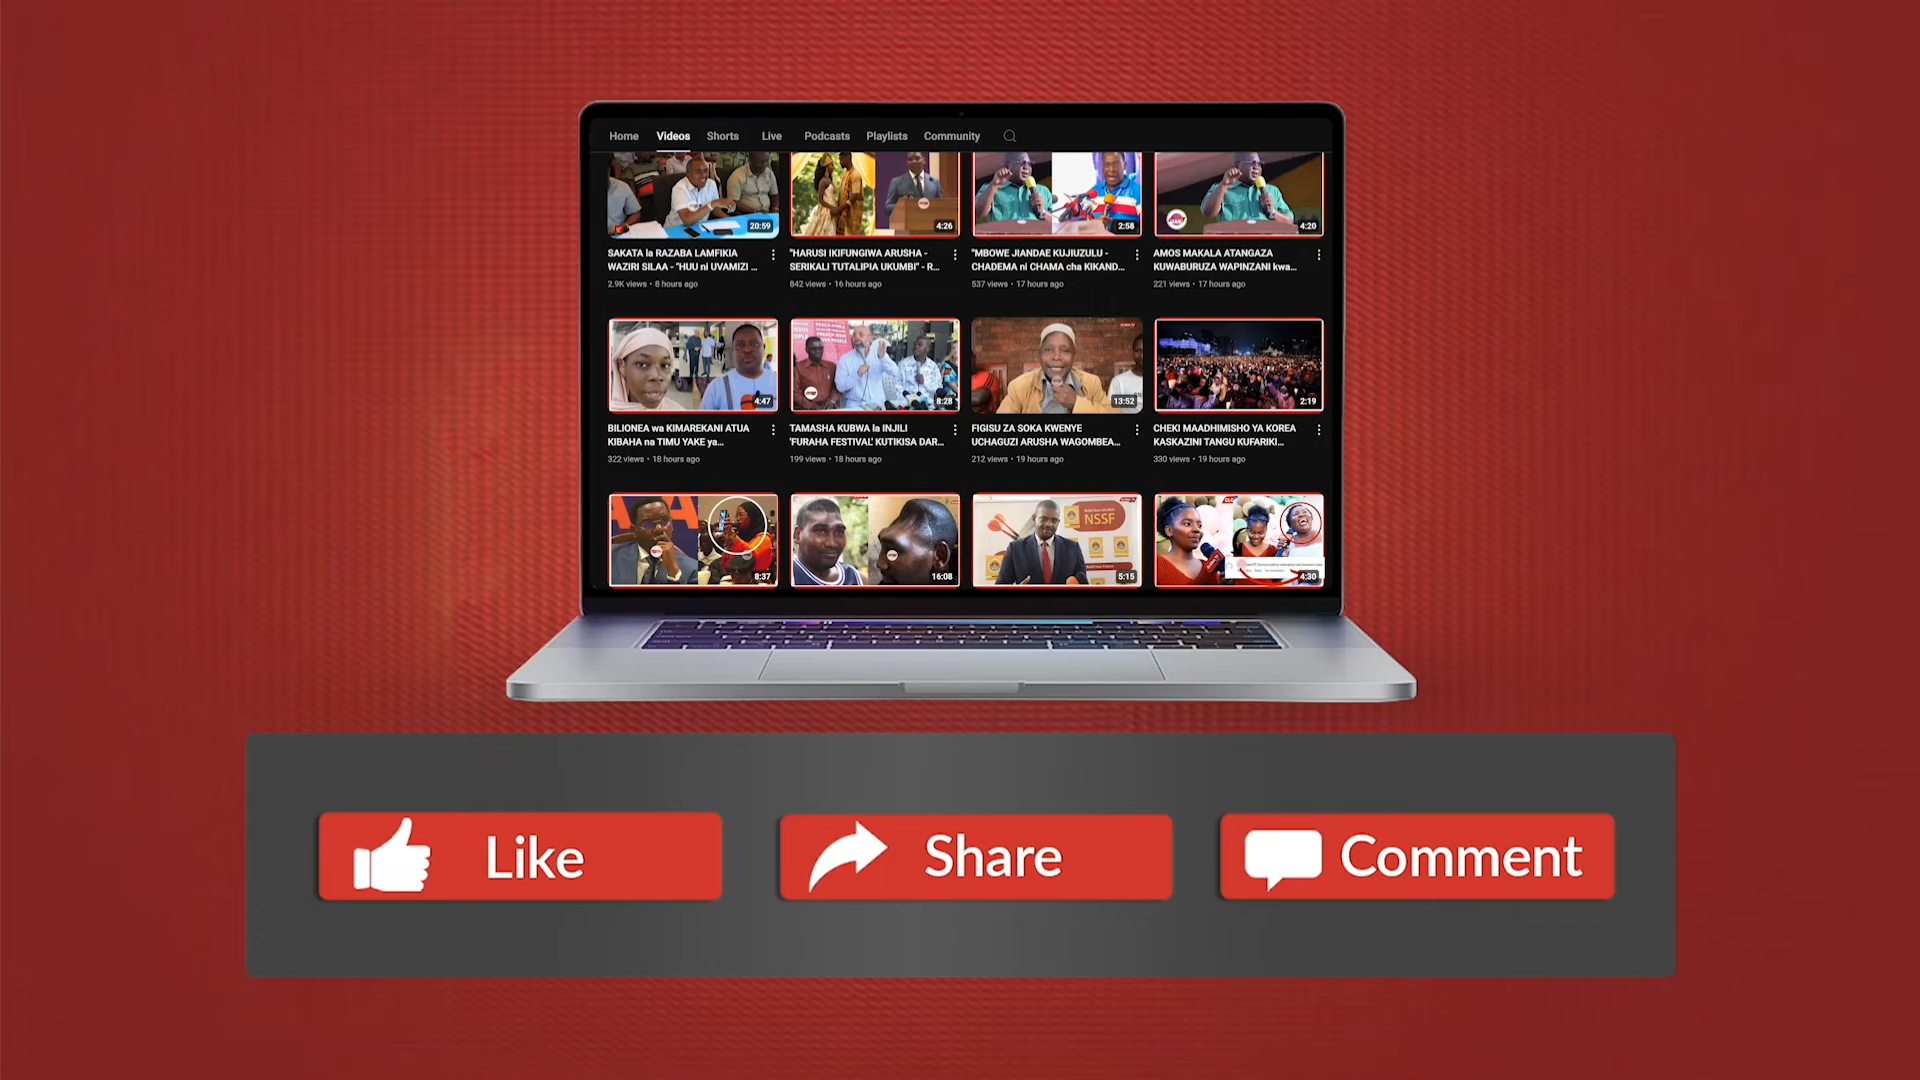 Home Videos Shorts Live Podcasts Playlists Community
20:59
4:26
2:58
4:20
SAKATA la RAZABA LAMFIKIA
WAZIRI SILAA - "HUU ni UVAMIZI ...
2.9K views • 8 hours ago
"HARUSI IKIFUNGIWA ARUSHA -
SERIKALI TUTALIPIA UKUMBI" - R...
842 views • 16 hours ago
"MBOWE JIANDAE KUJIUZULU -
CHADEMA ni CHAMA cha KIKAND...
537 views • 17 hours ago
AMOS MAKALA ATANGAZA
KUWABURUZA WAPINZANI kwa...
221 views • 17 hours ago
4:47
8:28
13:52
2:19
BILIONEA wa KIMAREKANI ATUA
KIBAHA na TIMU YAKE ya...
322 views • 18 hours ago
TAMASHA KUBWA la INJILI
'FURAHA FESTIVAL' KUTIKISA DAR...
199 views • 18 hours ago
FIGISU ZA SOKA KWENYE
UCHAGUZI ARUSHA WAGOMBEA...
212 views • 19 hours ago
CHEKI MAADHIMISHO YA KOREA
KASKAZINI TANGU KUFARIKI...
330 views • 19 hours ago
8:37
16:08
NSSF
5:15
4:30
Like
Share
Comment